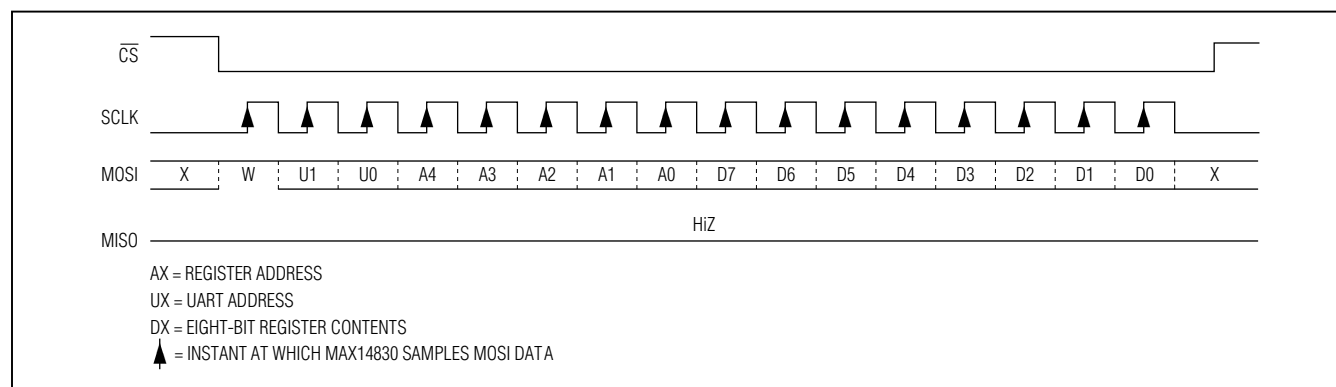 CS
SCLK
MOSI X W U1 U0 A4 A3 A2 A1 A0 D7 D6 D5 D4 D3 D2 D1 D0 X
HiZ
MISO
AX = REGISTER ADDRESS
UX = UART ADDRESS
DX = EIGHT-BIT REGISTER CONTENTS
= INSTANT AT WHICH MAX14830 SAMPLES MOSI DATA